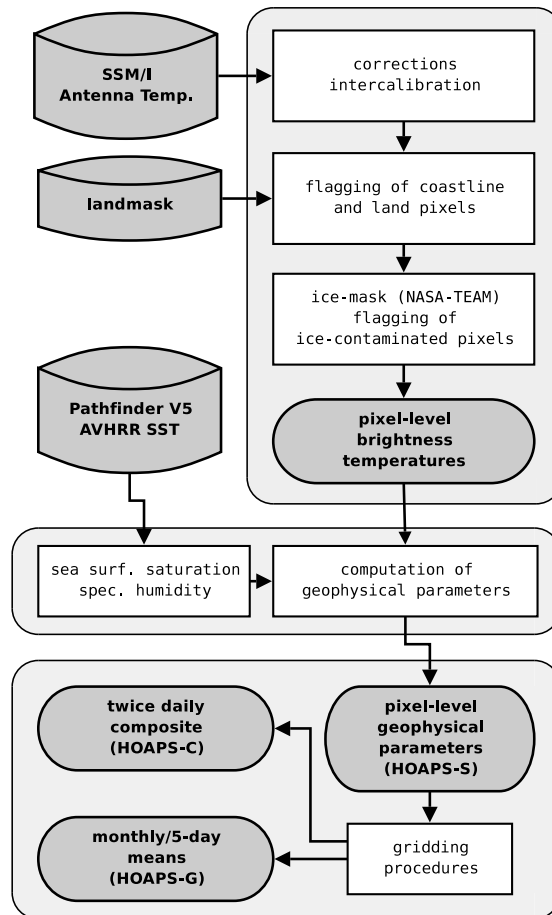 SSM/I
Antenna Temp.
corrections
intercalibration
landmask
flagging of coastline
and land pixels
ice-mask (NASA-TEAM)
flagging of
ice-contaminated pixels
Pathfinder V5
AVHRR SST
pixel-level
brightness
temperatures
sea surf. saturation
spec. humidity
computation of
geophysical parameters
twice daily
composite
(HOAPS-C)
pixel-level
geophysical
parameters
(HOAPS-S)
monthly/5-day
means
(HOAPS-G)
gridding
procedures